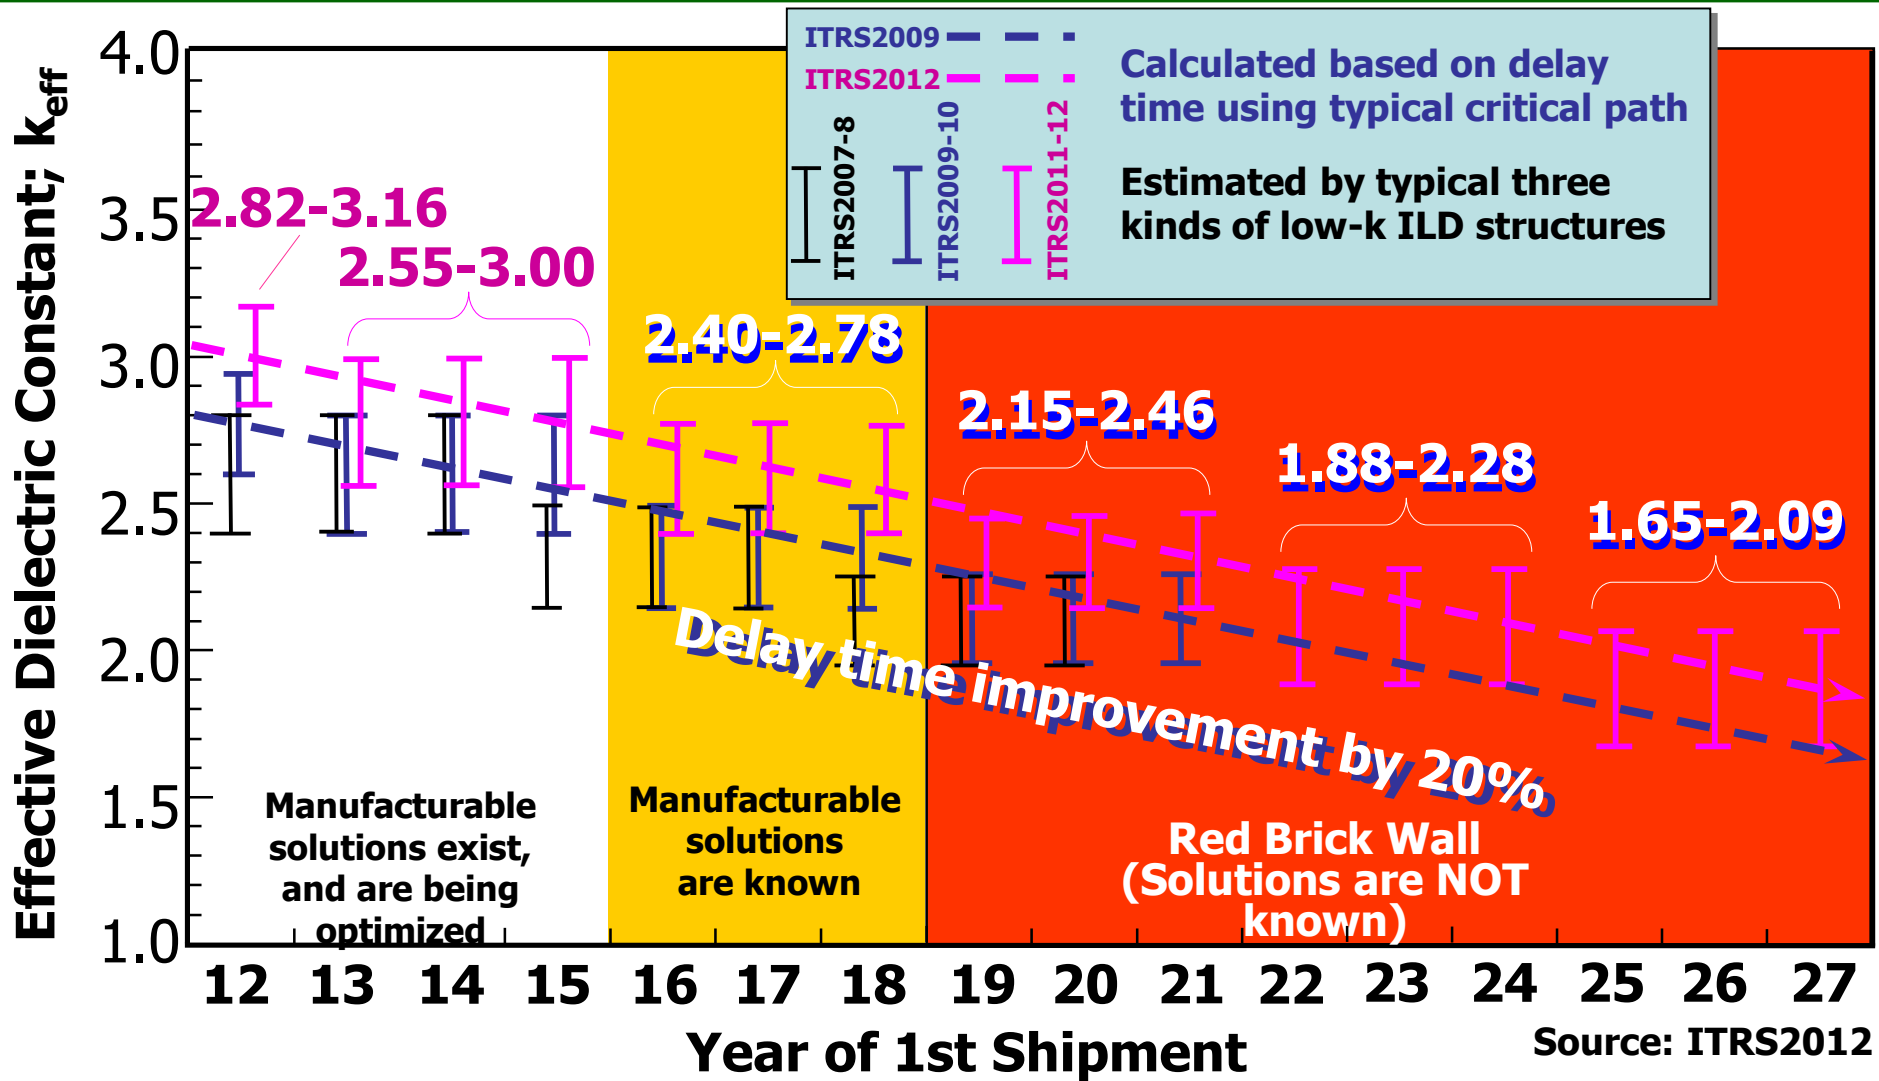 Effective Dielectric Constant; keff
4.0
3.5
3.0
2.5
2.0
1.5
1.0
ITRS2009
ITRS2012
Calculated based on delay
time using typical critical path
ITRS2007-8
ITRS2009-10
ITRS2011-12
Estimated by typical three
kinds of low-k ILD structures
2.82-3.16
2.55-3.00
2.40-2.78
2.15-2.46
1.88-2.28
1.65-2.09
Delay time improvement by 20%
Manufacturable
solutions exist,
and are being
optimized
Manufacturable
solutions
are known
Red Brick Wall
(Solutions are NOT
known)
12 13 14 15 16 17 18 19 20 21 22 23 24 25 26 27
Year of 1st Shipment
Source: ITRS2012